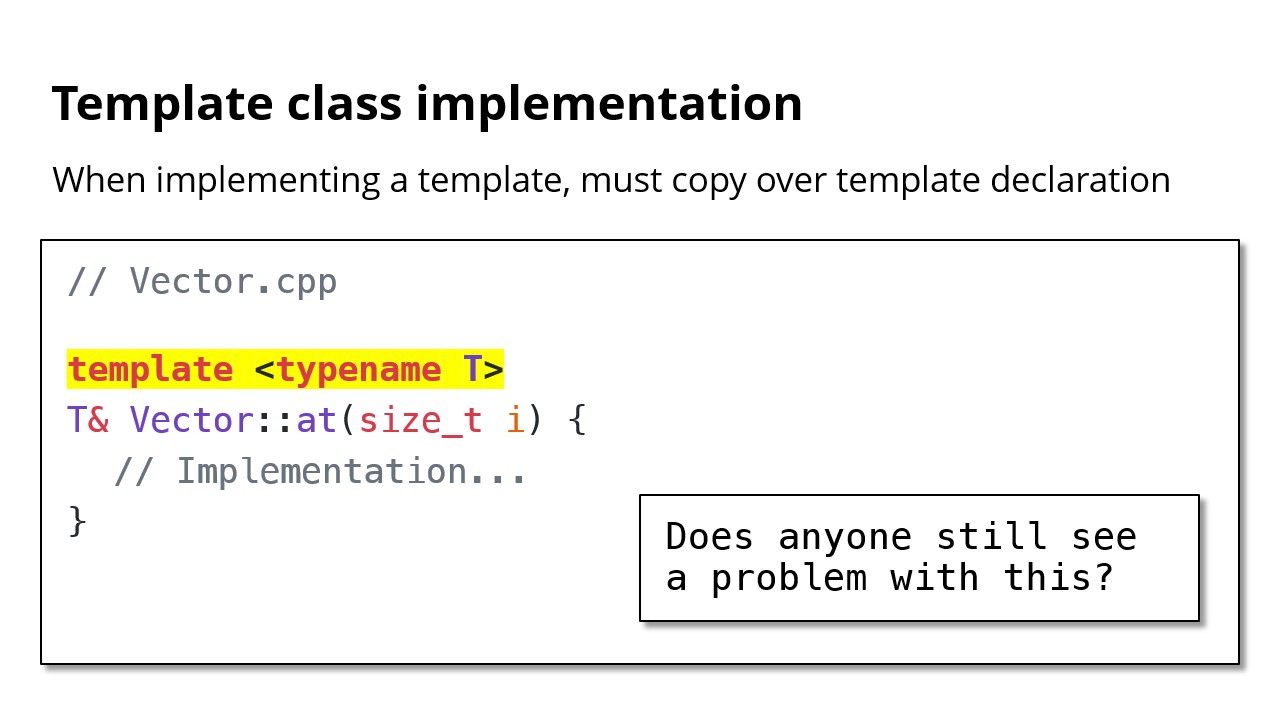 Template class implementation
When implementing a template, must copy over template declaration
// Vector.cpp
template <typename T>
T& Vector::at(size_t i) {
// Implementation...
}
Does anyone still see
a problem with this?